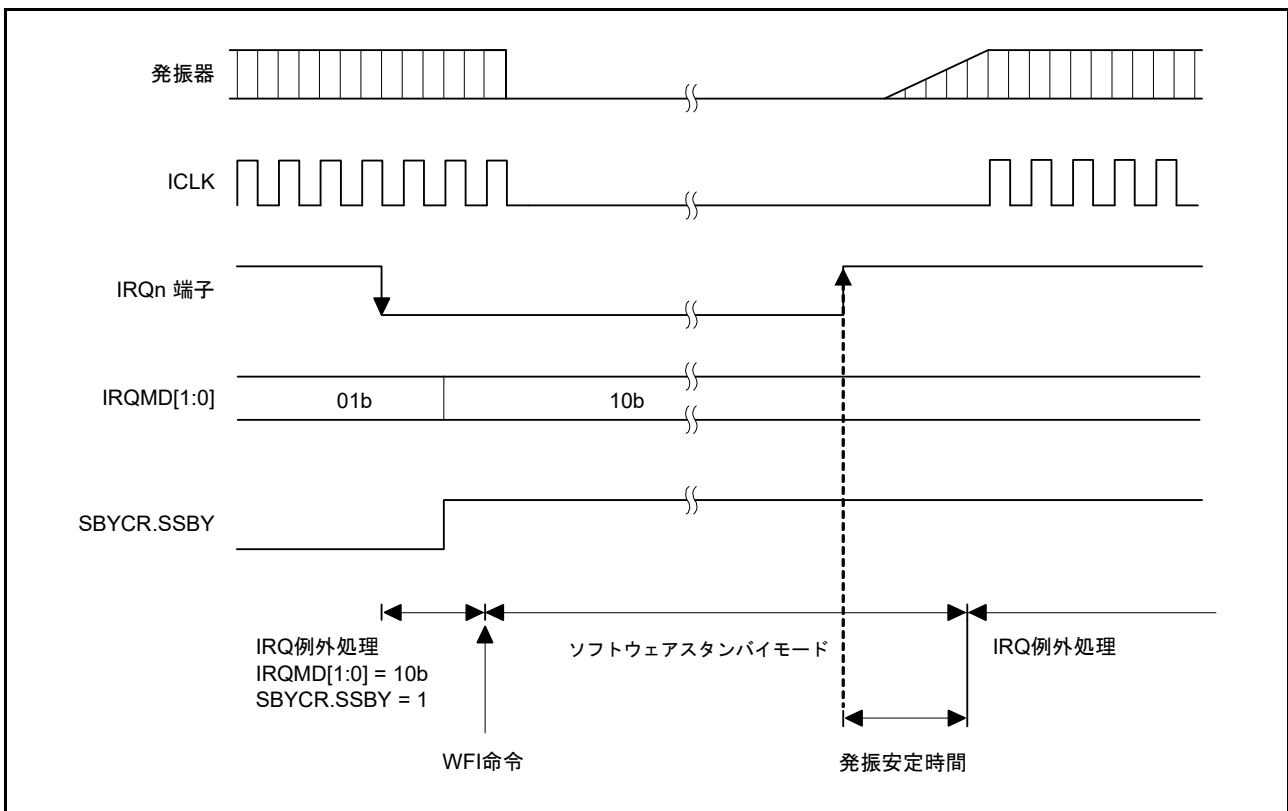 発振器
ICLK
IRQn 端子
IRQMD[1:0]
01b
10b
SBYCR.SSBY
IRQ例外処理
IRQMD[1:0] = 10b
SBYCR.SSBY = 1
ソフトウェアスタンバイモード
IRQ例外処理
WFI命令
発振安定時間